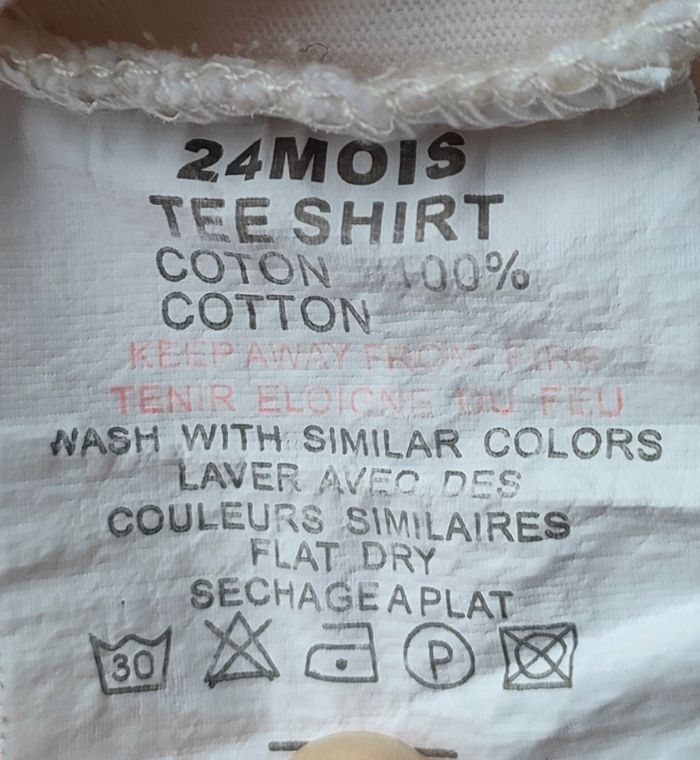 24MOIS
TEE SHIRT
COTON 100%
COTTON
KEEP AWAY FROM FIRE
TENIR ELOIGNE DU FEU
WASH WITH SIMILAR COLORS
LAVER AVEC DES
COULEURS SIMILAIRES
FLAT DRY
SECHAGE A PLAT
30 P